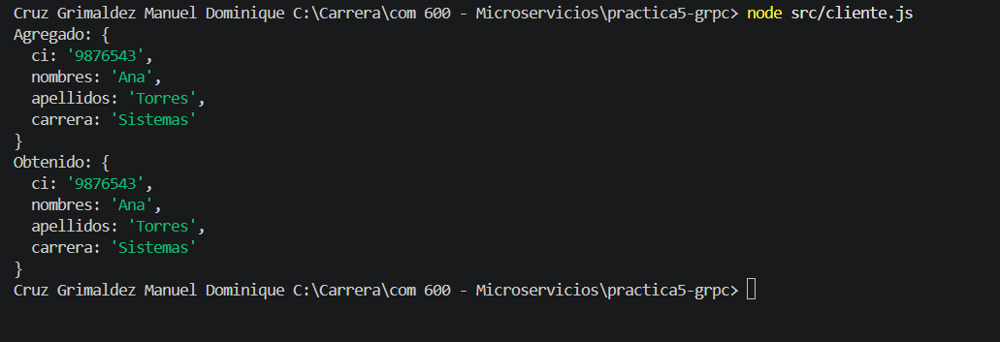 Cruz Grimaldez Manuel Dominique C:\Carrera\com 600 - Microservicios\practica5-grpc> node src/cliente.js
Agregado: {
  ci: '9876543',
  nombres: 'Ana',
  apellidos: 'Torres',
  carrera: 'Sistemas'
}
Obtenido: {
  ci: '9876543',
  nombres: 'Ana',
  apellidos: 'Torres',
  carrera: 'Sistemas'
}
Cruz Grimaldez Manuel Dominique C:\Carrera\com 600 - Microservicios\practica5-grpc>